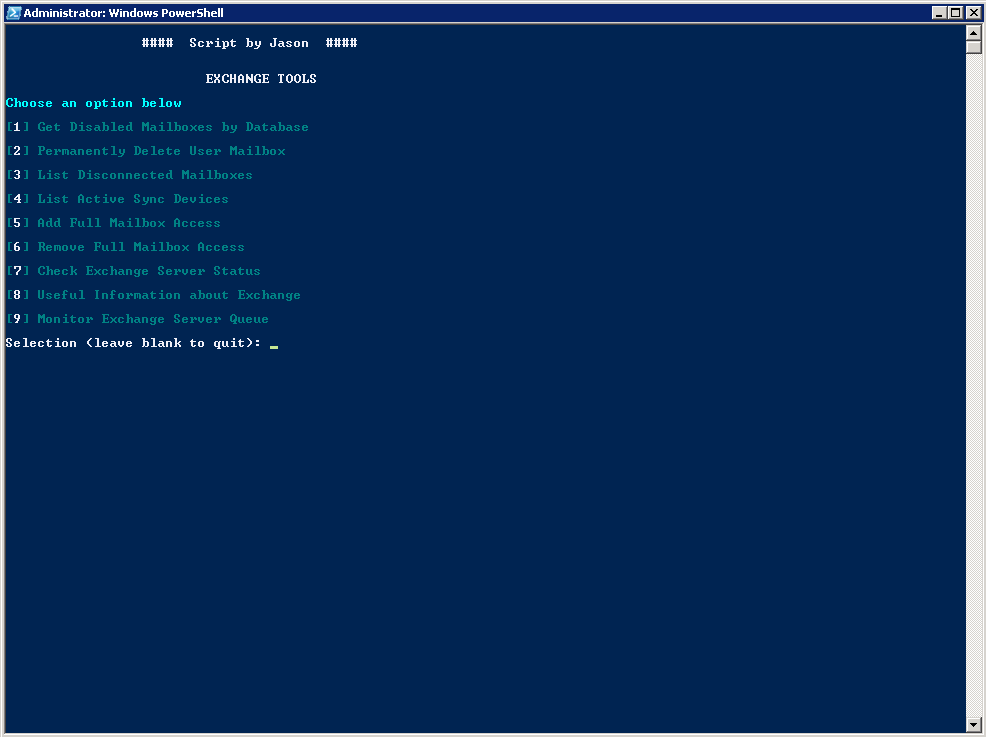 Administrator: Windows PowerShell
#### Script by Jason ####
EXCHANGE TOOLS
Choose an option below
[1] Get Disabled Mailboxes by Database
[2] Permanently Delete User Mailbox
[3] List Disconnected Mailboxes
[4] List Active Sync Devices
[5] Add Full Mailbox Access
[6] Remove Full Mailbox Access
[7] Check Exchange Server Status
[8] Useful Information about Exchange
[9] Monitor Exchange Server Queue
Selection (leave blank to quit): _